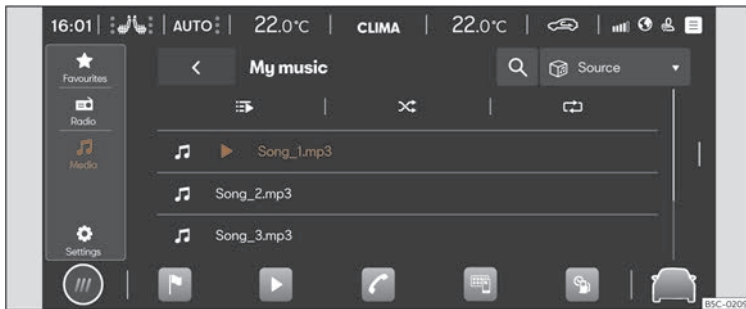 16:01 AUTO 22.0°C CLIMA 22.0°C
Favourites
My music
Source
Radio
Media
Song_1.mp3
Song_2.mp3
Song_3.mp3
Settings
BSC-0209